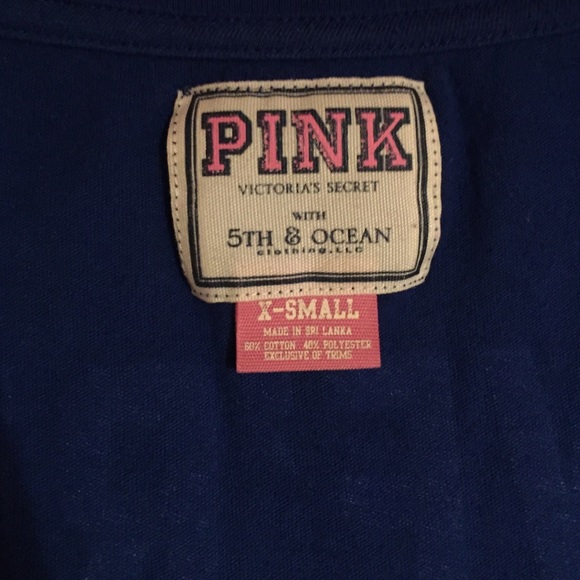 PINK
VICTORIA'S SECRET
WITH
5TH & OCEAN
clothing, LLC
X-SMALL
MADE IN SRI LANKA
60% COTTON 40% POLYESTER
EXCLUSIVE OF TRIMS